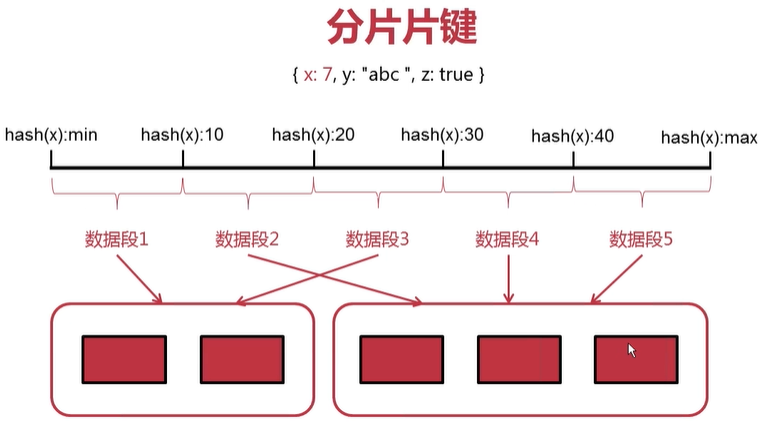 分片片键
{ x: 7, y: "abc ", z: true }
hash(x):min hash(x):10 hash(x):20 hash(x):30 hash(x):40 hash(x):max
数据段1 数据段2 数据段3 数据段4 数据段5